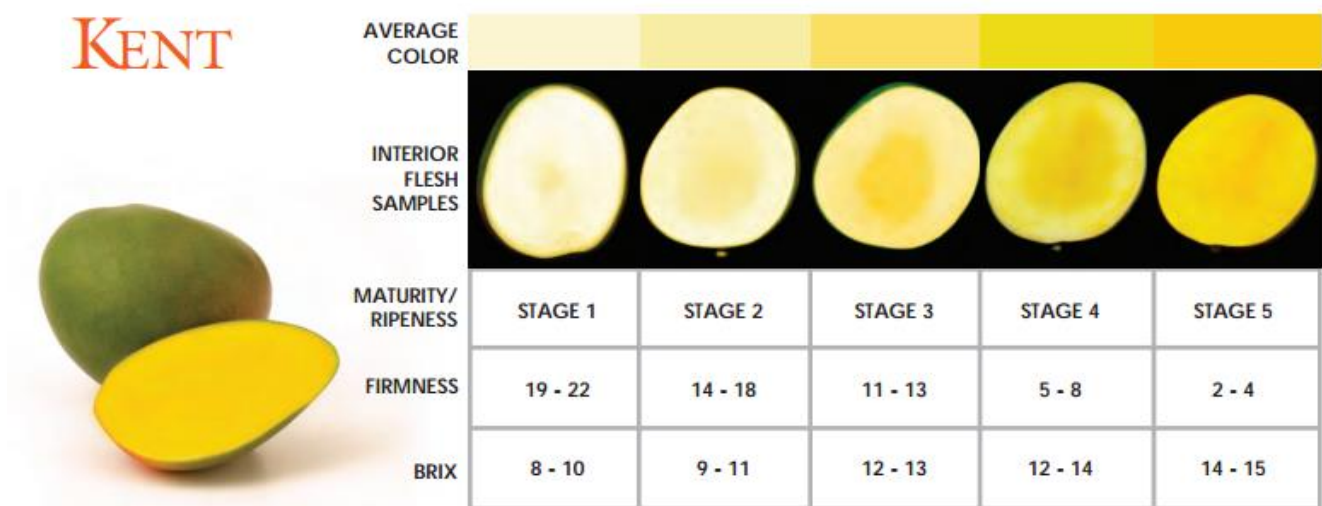 KENT
AVERAGE
COLOR
INTERIOR
FLESH
SAMPLES
MATURITY/
RIPENESS
STAGE 1
STAGE 2
STAGE 3
STAGE 4
STAGE 5
FIRMNESS
19 - 22
14 - 18
11 - 13
5 - 8
2 - 4
BRIX
8 - 10
9 - 11
12 - 13
12 - 14
14 - 15